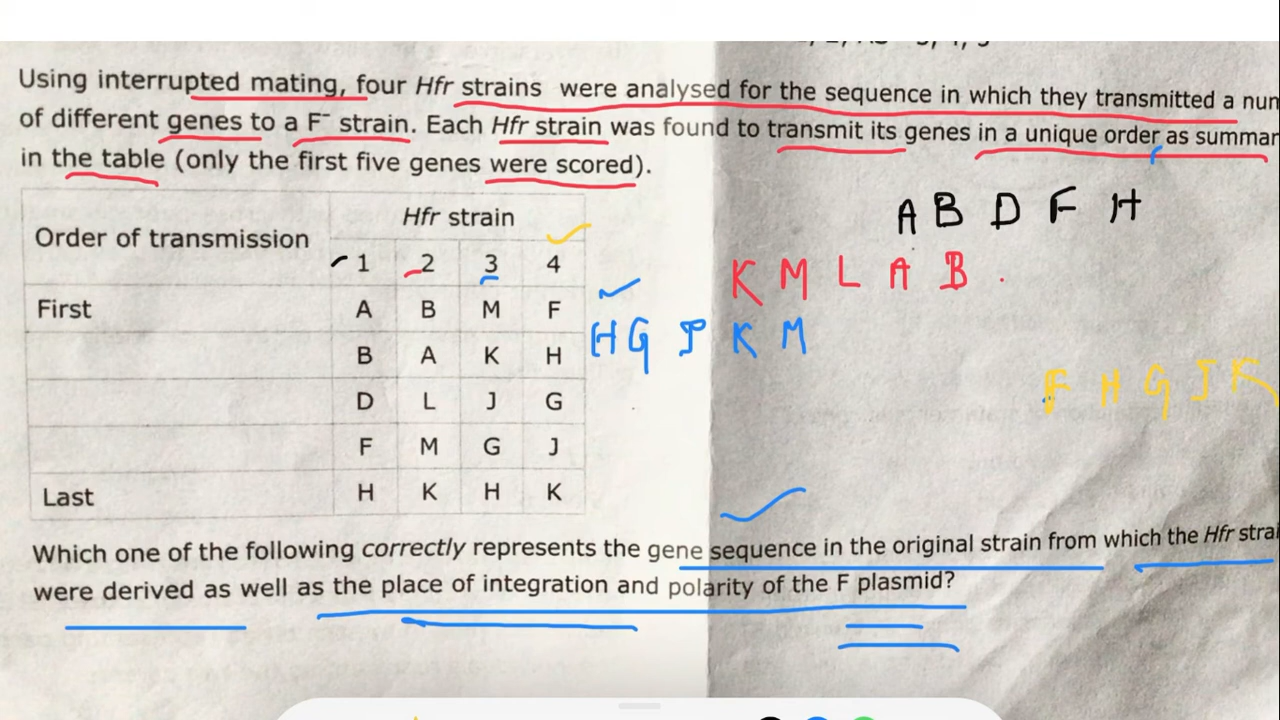 Using interrupted mating, four Hfr strains were analysed for the sequence in which they transmitted a num
of different genes to a F⁻ strain. Each Hfr strain was found to transmit its genes in a unique order as summar
in the table (only the first five genes were scored).
A B D F H
Order of transmission Hfr strain
1 2 3 4
K M L A B .
First A B M F
H G J K M
B A K H
D L J G
F H G J K
F M G J
Last H K H K
Which one of the following correctly represents the gene sequence in the original strain from which the Hfr strai
were derived as well as the place of integration and polarity of the F plasmid?